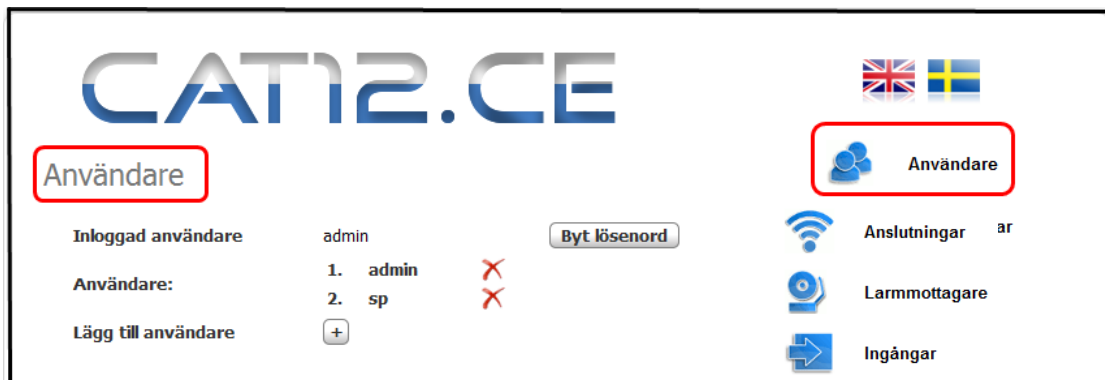 CAT12.CE
Användare
Inloggad användare admin Byt lösenord
Användare:
1. admin
2. sp
Lägg till användare +
Användare
Anslutningar ar
Larmmottagare
Ingångar